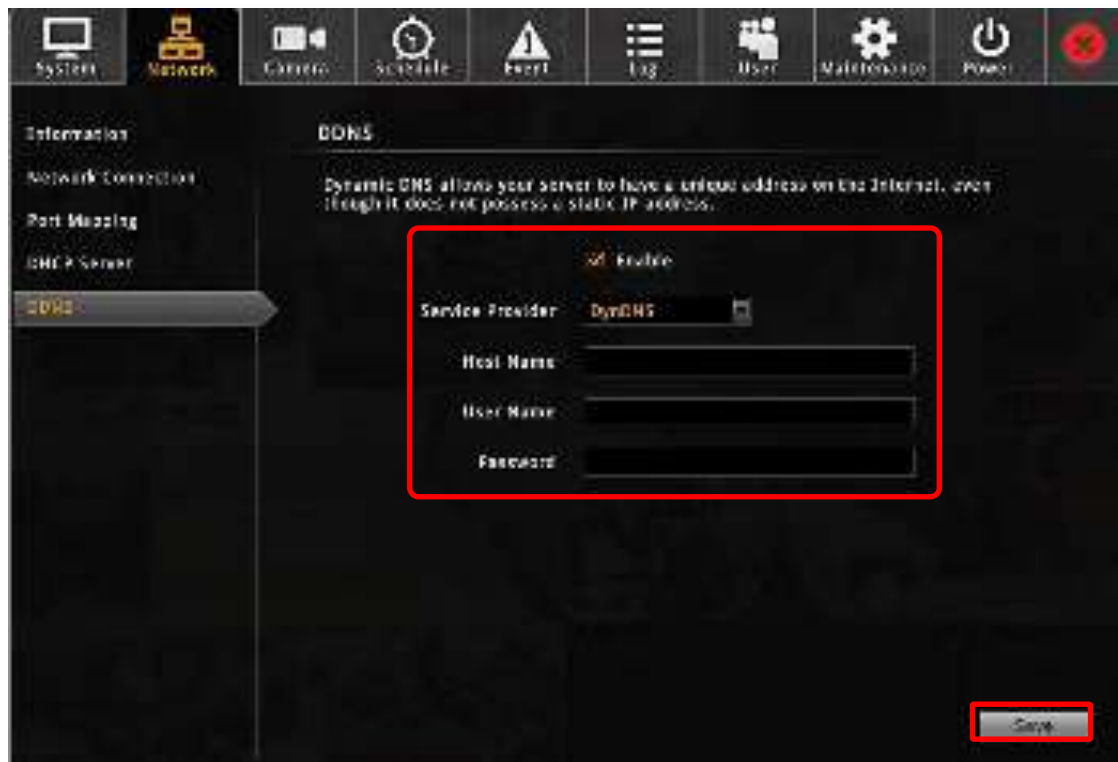 System Network Camera Schedule Event Log User Maintenance Power
Information
Network Connection
Port Mapping
DHCP Server
DDNS
DDNS
Dynamic DNS allows your server to have a unique address on the Internet, even
though it does not possess a static IP address.
Enable
Service Provider DynDNS
Host Name
User Name
Password
Save